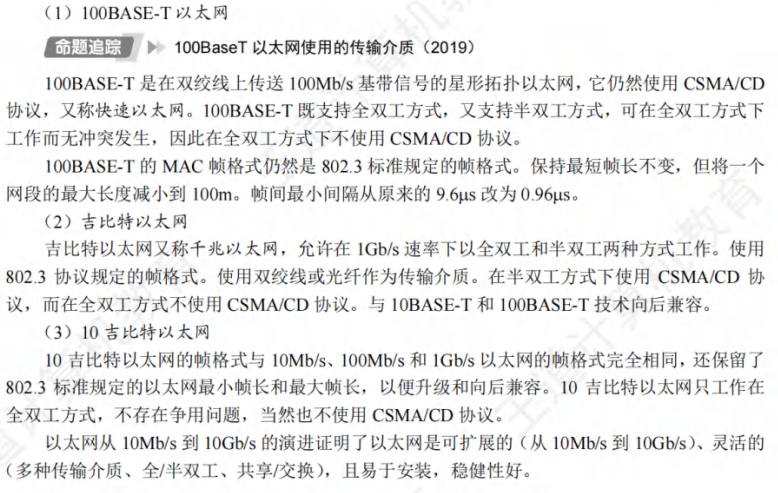 （1）100BASE-T 以太网
命题追踪 100BaseT 以太网使用的传输介质（2019）
100BASE-T 是在双绞线上传送 100Mb/s 基带信号的星形拓扑以太网，它仍然使用 CSMA/CD
协议，又称快速以太网。100BASE-T 既支持全双工方式，又支持半双工方式，可在全双工方式下
工作而无冲突发生，因此在全双工方式下不使用 CSMA/CD 协议。
100BASE-T 的 MAC 帧格式仍然是 802.3 标准规定的帧格式。保持最短帧长不变，但将一个
网段的最大长度减小到 100m。帧间最小间隔从原来的 9.6μs 改为 0.96μs。
（2）吉比特以太网
吉比特以太网又称千兆以太网，允许在 1Gb/s 速率下以全双工和半双工两种方式工作。使用
802.3 协议规定的帧格式。使用双绞线或光纤作为传输介质。在半双工方式下使用 CSMA/CD 协
议，而在全双工方式不使用 CSMA/CD 协议。与 10BASE-T 和 100BASE-T 技术向后兼容。
（3）10 吉比特以太网
10 吉比特以太网的帧格式与 10Mb/s、100Mb/s 和 1Gb/s 以太网的帧格式完全相同，还保留了
802.3 标准规定的以太网最小帧长和最大帧长，以便升级和向后兼容。10 吉比特以太网只工作在
全双工方式，不存在争用问题，当然也不使用 CSMA/CD 协议。
以太网从 10Mb/s 到 10Gb/s 的演进证明了以太网是可扩展的（从 10Mb/s 到 10Gb/s）、灵活的
（多种传输介质、全/半双工、共享/交换），且易于安装，稳健性好。